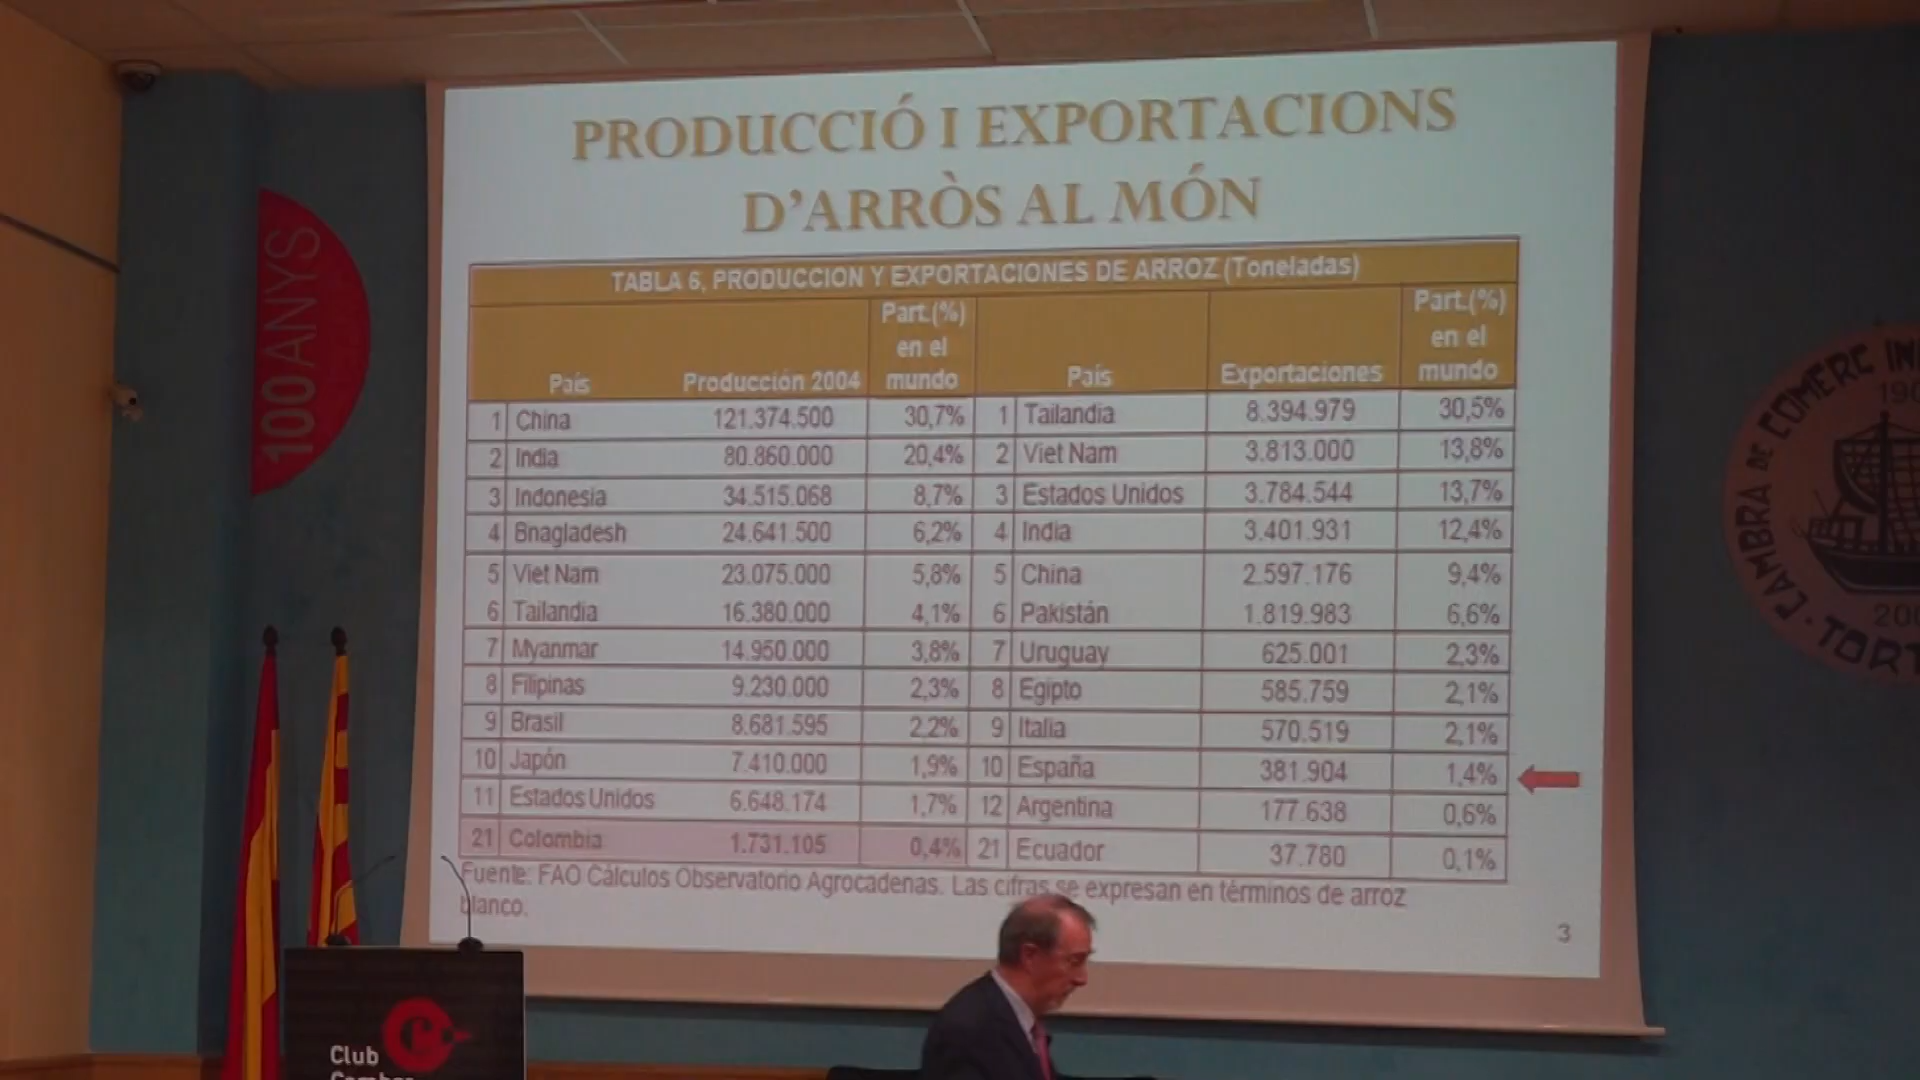 PRODUCCIÓ I EXPORTACIONS
D'ARRÒS AL MÓN
TABLA 6, PRODUCCION Y EXPORTACIONES DE ARROZ (Toneladas)
País Producción 2004 Part.(%) en el mundo País Exportaciones Part.(%) en el mundo
1 China 121.374.500 30,7% 1 Tailandia 8.394.979 30,5%
2 India 80.860.000 20,4% 2 Viet Nam 3.813.000 13,8%
3 Indonesia 34.515.068 8,7% 3 Estados Unidos 3.784.544 13,7%
4 Bnagladesh 24.641.500 6,2% 4 India 3.401.931 12,4%
5 Viet Nam 23.075.000 5,8% 5 China 2.597.176 9,4%
6 Tailandia 16.380.000 4,1% 6 Pakistán 1.819.983 6,6%
7 Myanmar 14.950.000 3,8% 7 Uruguay 625.001 2,3%
8 Filipinas 9.230.000 2,3% 8 Egipto 585.759 2,1%
9 Brasil 8.681.595 2,2% 9 Italia 570.519 2,1%
10 Japón 7.410.000 1,9% 10 España 381.904 1,4%
11 Estados Unidos 6.648.174 1,7% 12 Argentina 177.638 0,6%
21 Colombia 1.731.105 0,4% 21 Ecuador 37.780 0,1%
Fuente: FAO Cálculos Observatorio Agrocadenas. Las cifras se expresan en términos de arroz
blanco.
3
100 ANYS
CAMBRA DE COMERÇ
TORT
Club